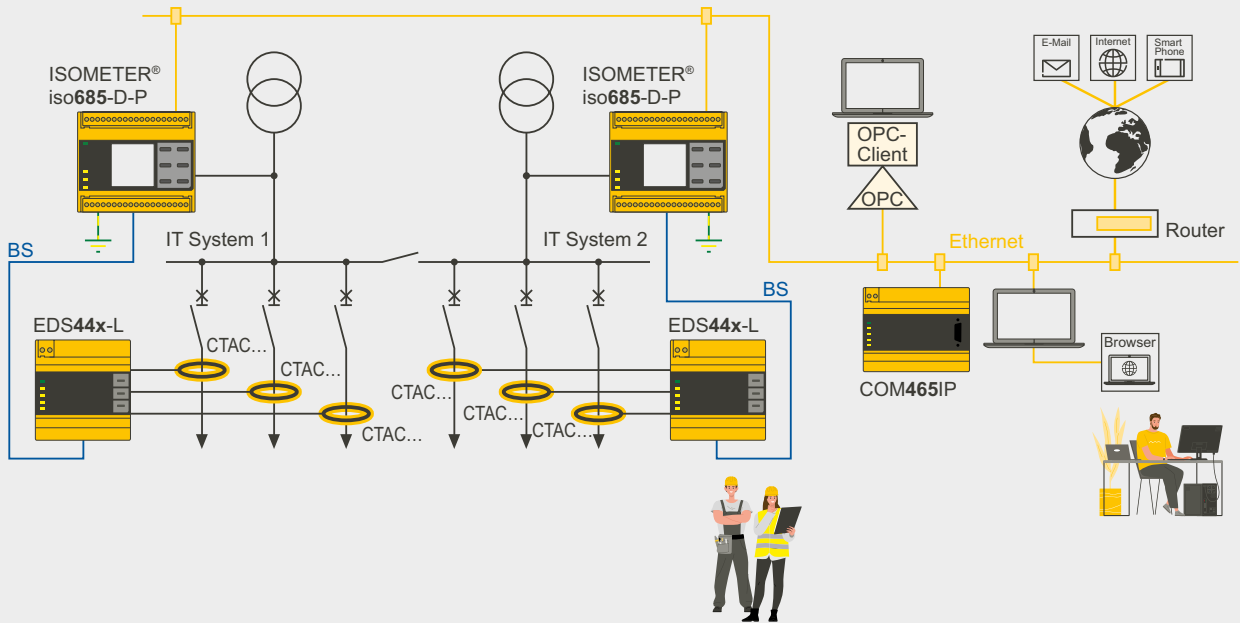 ISOMETER®
iso685-D-P
ISOMETER®
iso685-D-P
E-Mail
Internet
Smart
Phone
OPC-
Client
OPC
Router
Ethernet
IT System 1
IT System 2
BS
BS
EDS44x-L
EDS44x-L
CTAC...
CTAC...
CTAC...
CTAC...
CTAC...
CTAC...
COM465IP
Browser